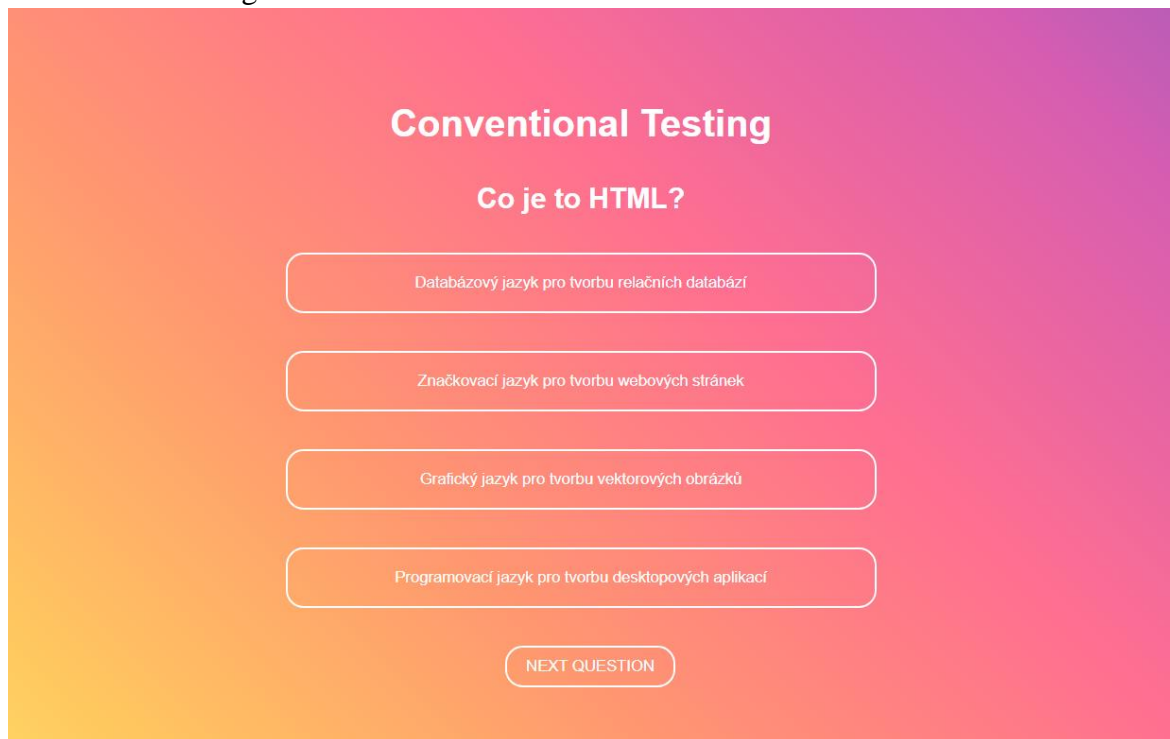 Conventional Testing
Co je to HTML?
Databázový jazyk pro tvorbu relačních databází
Značkovací jazyk pro tvorbu webových stránek
Grafický jazyk pro tvorbu vektorových obrázků
Programovací jazyk pro tvorbu desktopových aplikací
NEXT QUESTION